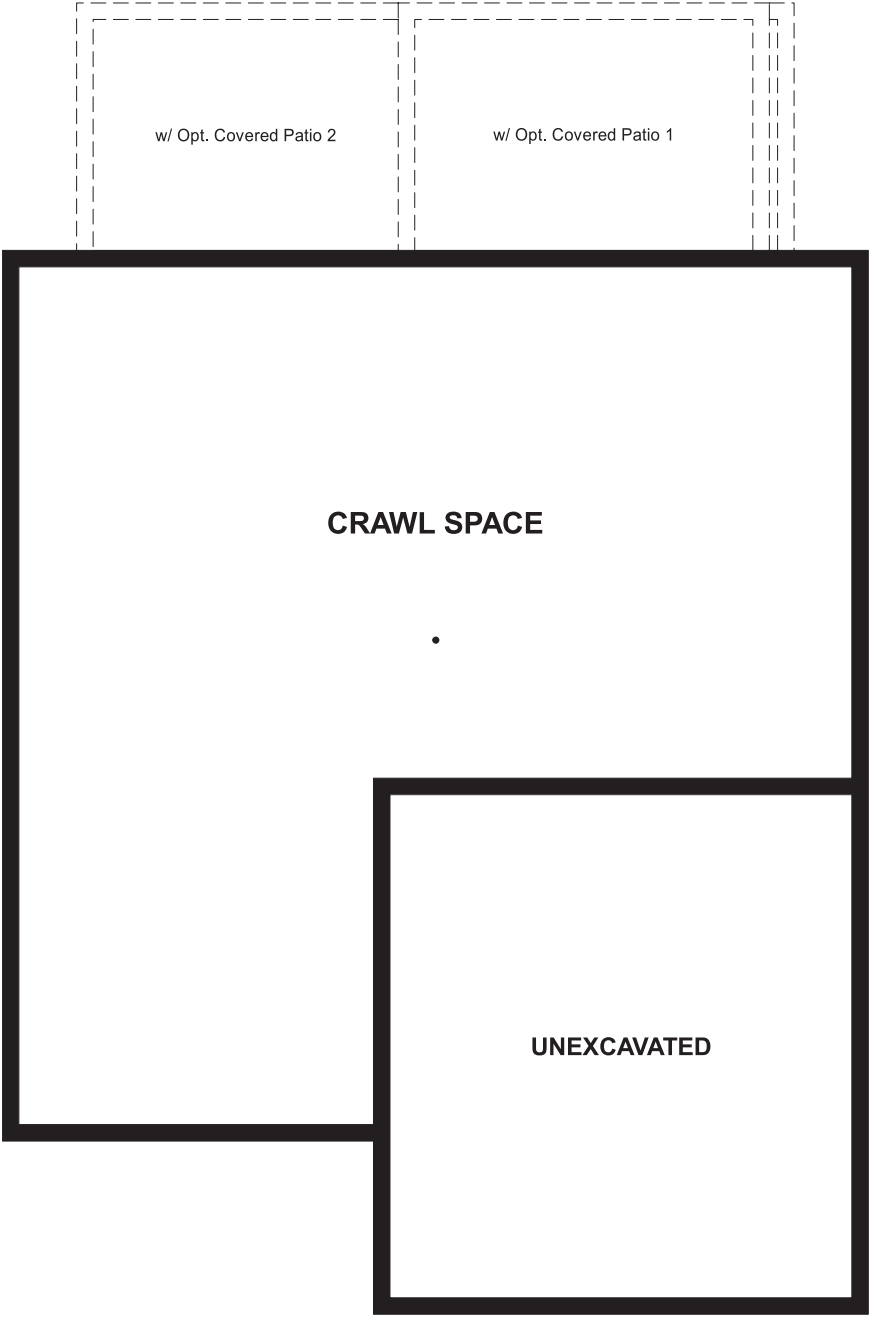 w/ Opt. Covered Patio 2
w/ Opt. Covered Patio 1
CRAWL SPACE
UNEXCAVATED